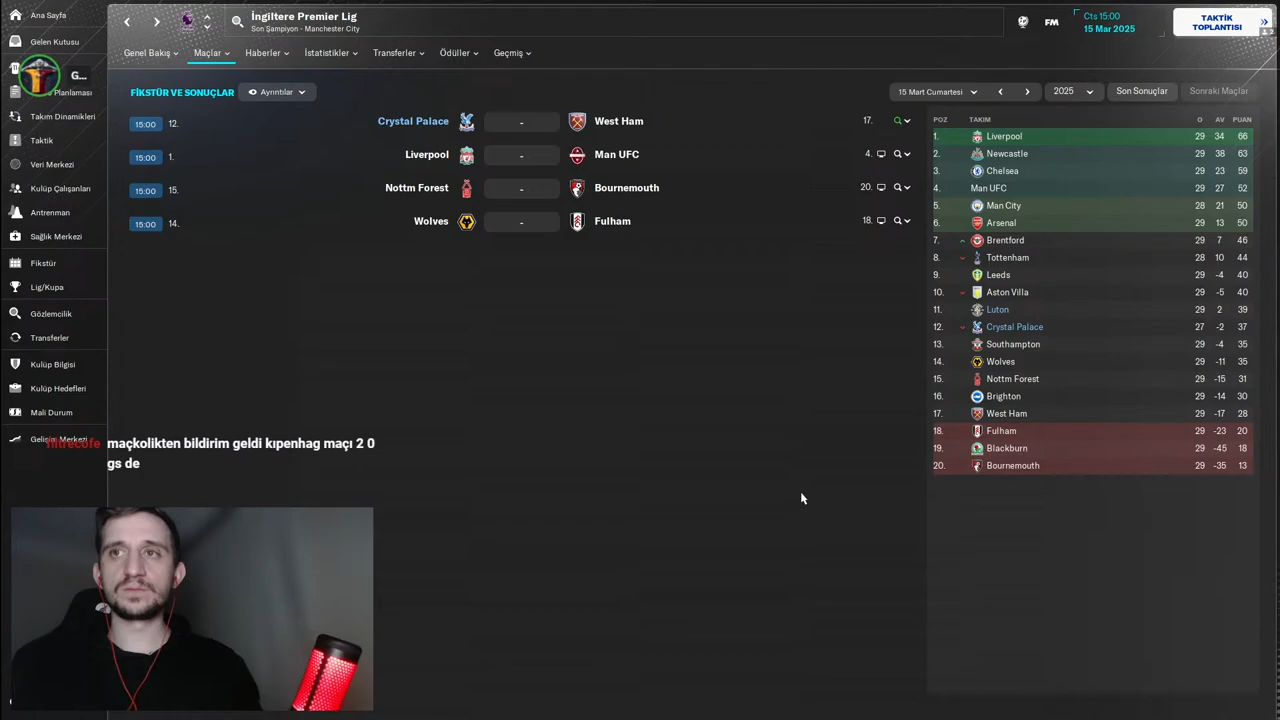 Ana Sayfa
Gelen Kutusu
G...
Planlaması
Takım Dinamikleri
Taktik
Veri Merkezi
Kulüp Çalışanları
Antrenman
Sağlık Merkezi
Fikstür
Lig/Kupa
Gözlemcilik
Transferler
Kulüp Bilgisi
Kulüp Hedefleri
Mali Durum
Gelişim Merkezi
İngiltere Premier Lig
Son Şampiyon - Manchester City
FM
Cts 15:00
15 Mar 2025
TAKTİK
TOPLANTISI
2
Genel Bakış
Maçlar
Haberler
İstatistikler
Transferler
Ödüller
Geçmiş
FİKSTÜR VE SONUÇLAR
Ayrıntılar
15 Mart Cumartesi
2025
Son Sonuçlar
Sonraki Maçlar
15:00 12. Crystal Palace - West Ham 17.
15:00 1. Liverpool - Man UFC 4.
15:00 15. Nottm Forest - Bournemouth 20.
15:00 14. Wolves - Fulham 18.
POZ TAKIM O AV PUAN
1. Liverpool 29 34 66
2. Newcastle 29 38 63
3. Chelsea 29 23 59
4. Man UFC 29 27 52
5. Man City 28 21 50
6. Arsenal 29 13 50
7. Brentford 29 7 46
8. Tottenham 28 10 44
9. Leeds 29 -4 40
10. Aston Villa 29 -5 40
11. Luton 29 2 39
12. Crystal Palace 27 -2 37
13. Southampton 29 -4 35
14. Wolves 29 -11 35
15. Nottm Forest 29 -15 31
16. Brighton 29 -14 30
17. West Ham 29 -17 28
18. Fulham 29 -23 20
19. Blackburn 29 -45 18
20. Bournemouth 29 -35 13
maçkolikten bildirim geldi kıpenhag maçı 2 0
gs de